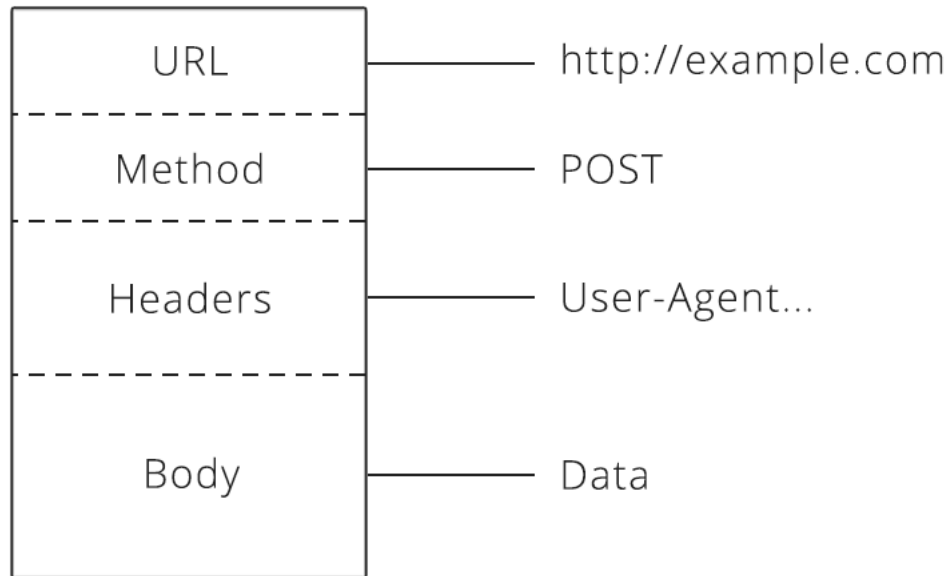 URL
http://example.com
Method
POST
Headers
User-Agent...
Body
Data